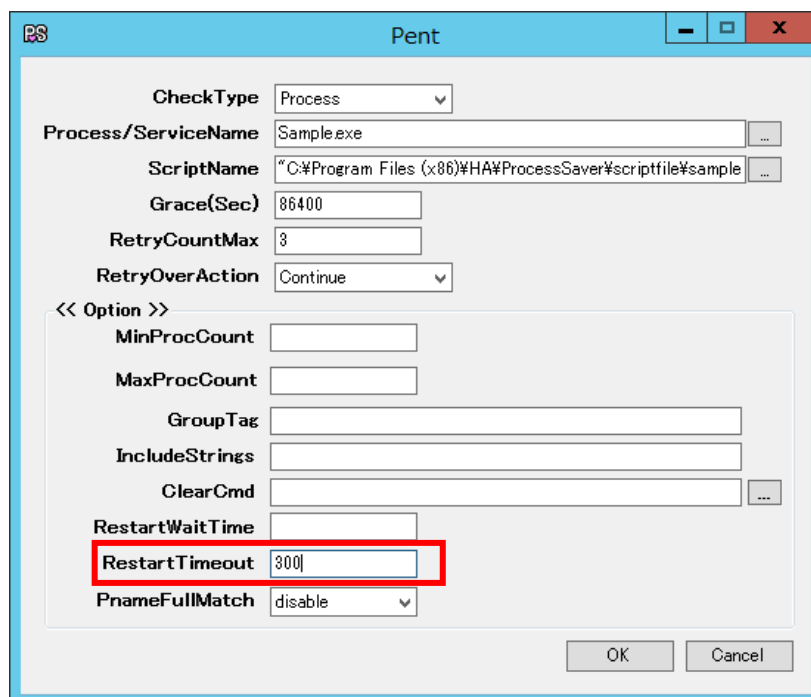 PS Pent
CheckType Process
Process/ServiceName Sample.exe ...
ScriptName "C:¥Program Files (x86)¥HA¥ProcessSaver¥scriptfile¥sample ...
Grace(Sec) 86400
RetryCountMax 3
RetryOverAction Continue
<< Option >>
MinProcCount
MaxProcCount
GroupTag
IncludeStrings
ClearCmd ...
RestartWaitTime
RestartTimeout 300
PnameFullMatch disable
OK Cancel